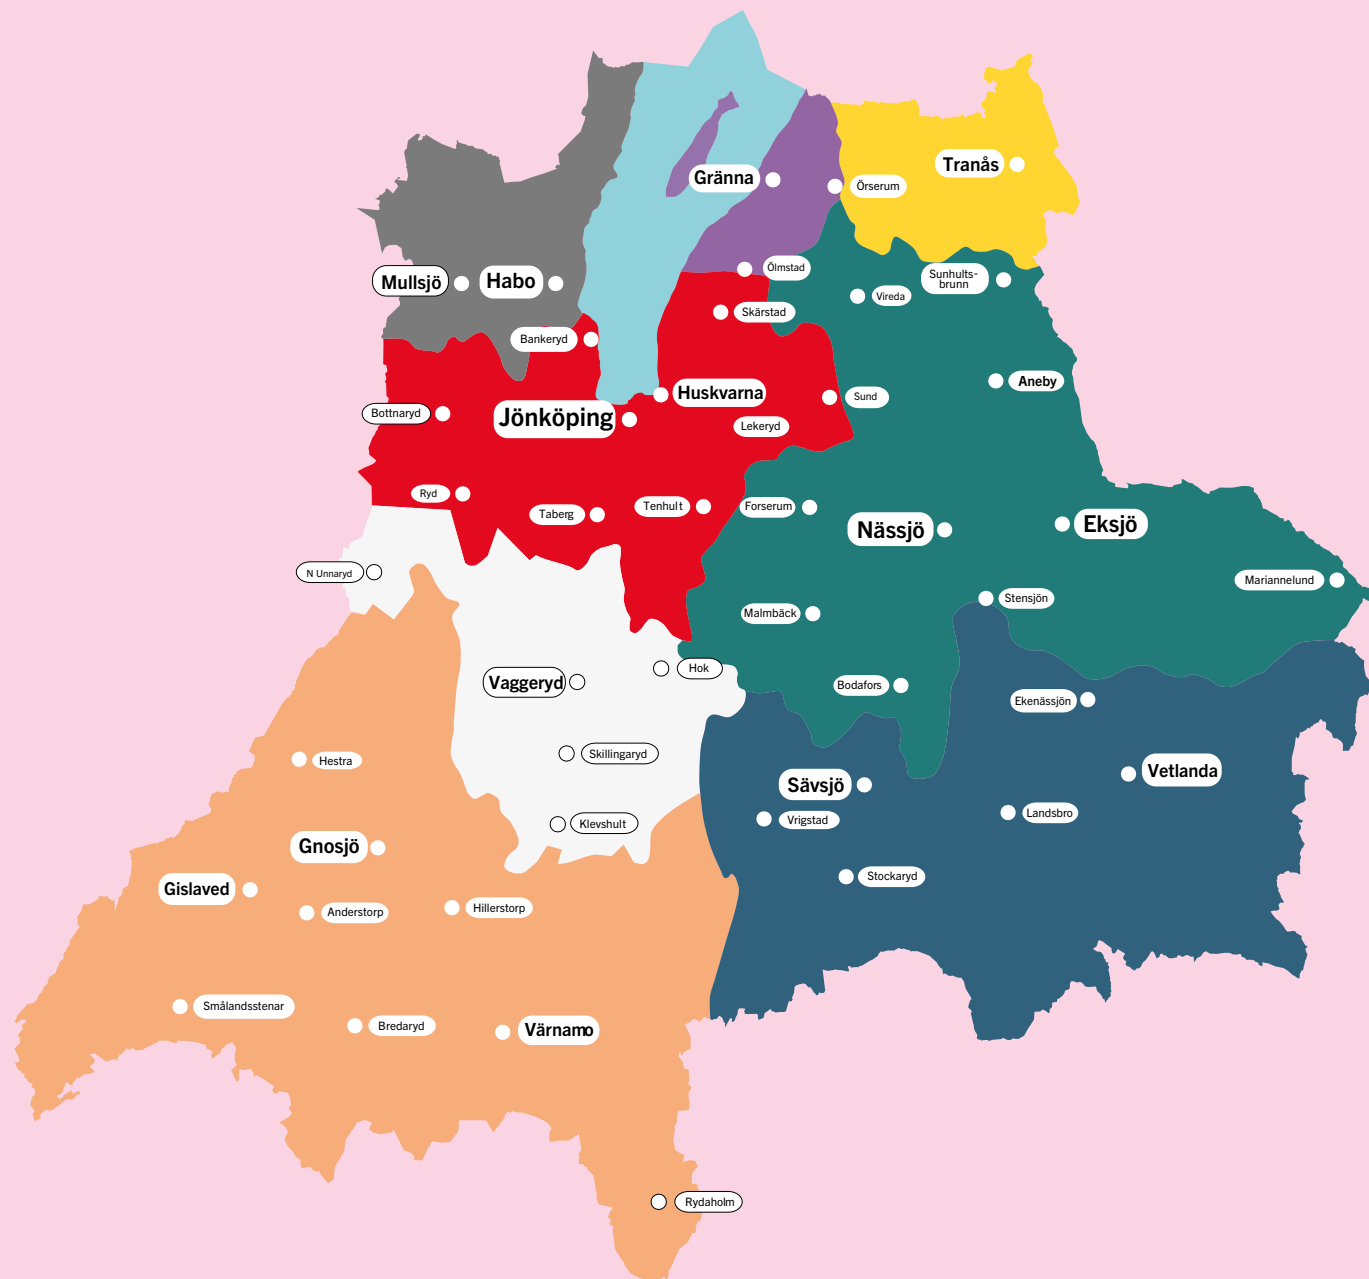 Tranås
Gränna
Örserum
Ölmstad
Sunhults-
brunn
Mullsjö
Habo
Vireda
Skärstad
Bankeryd
Aneby
Huskvarna
Sund
Bottnaryd
Jönköping
Lekeryd
Ryd
Taberg
Tenhult
Forserum
Nässjö
Eksjö
N Unnaryd
Mariannelund
Malmbäck
Stensjön
Hok
Vaggeryd
Bodafors
Ekenässjön
Skillingaryd
Hestra
Vetlanda
Sävsjö
Vrigstad
Landsbro
Klevshult
Gnosjö
Stockaryd
Gislaved
Anderstorp
Hillerstorp
Smålandsstenar
Bredaryd
Värnamo
Rydaholm